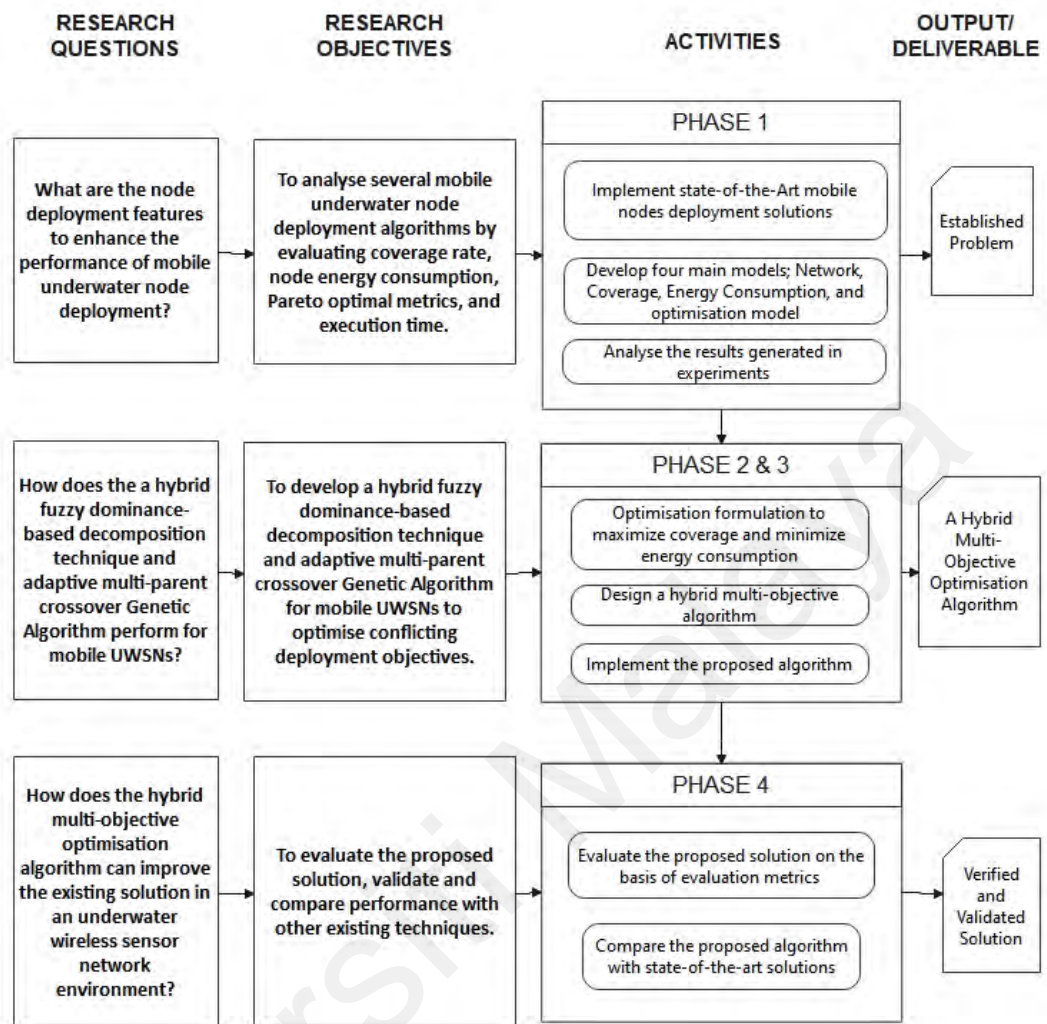 RESEARCH
QUESTIONS
RESEARCH
OBJECTIVES
ACTIVITIES
OUTPUT/
DELIVERABLE
What are the node
deployment features
to enhance the
performance of mobile
underwater node
deployment?
To analyse several mobile
underwater node
deployment algorithms by
evaluating coverage rate,
node energy consumption,
Pareto optimal metrics, and
execution time.
PHASE 1
Implement state-of-the-Art mobile
nodes deployment solutions
Develop four main models; Network,
Coverage, Energy Consumption, and
optimisation model
Analyse the results generated in
experiments
Established
Problem
How does the a hybrid
fuzzy dominance-
based decomposition
technique and
adaptive multi-parent
crossover Genetic
Algorithm perform for
mobile UWSNs?
To develop a hybrid fuzzy
dominance-based
decomposition technique
and adaptive multi-parent
crossover Genetic Algorithm
for mobile UWSNs to
optimise conflicting
deployment objectives.
PHASE 2 & 3
Optimisation formulation to
maximize coverage and minimize
energy consumption
Design a hybrid multi-objective
algorithm
Implement the proposed algorithm
A Hybrid
Multi-
Objective
Optimisation
Algorithm
How does the hybrid
multi-objective
optimisation
algorithm can improve
the existing solution in
an underwater
wireless sensor
network
environment?
To evaluate the proposed
solution, validate and
compare performance with
other existing techniques.
PHASE 4
Evaluate the proposed solution on the
basis of evaluation metrics
Compare the proposed algorithm
with state-of-the-art solutions
Verified
and
Validated
Solution
rsiti Malaya